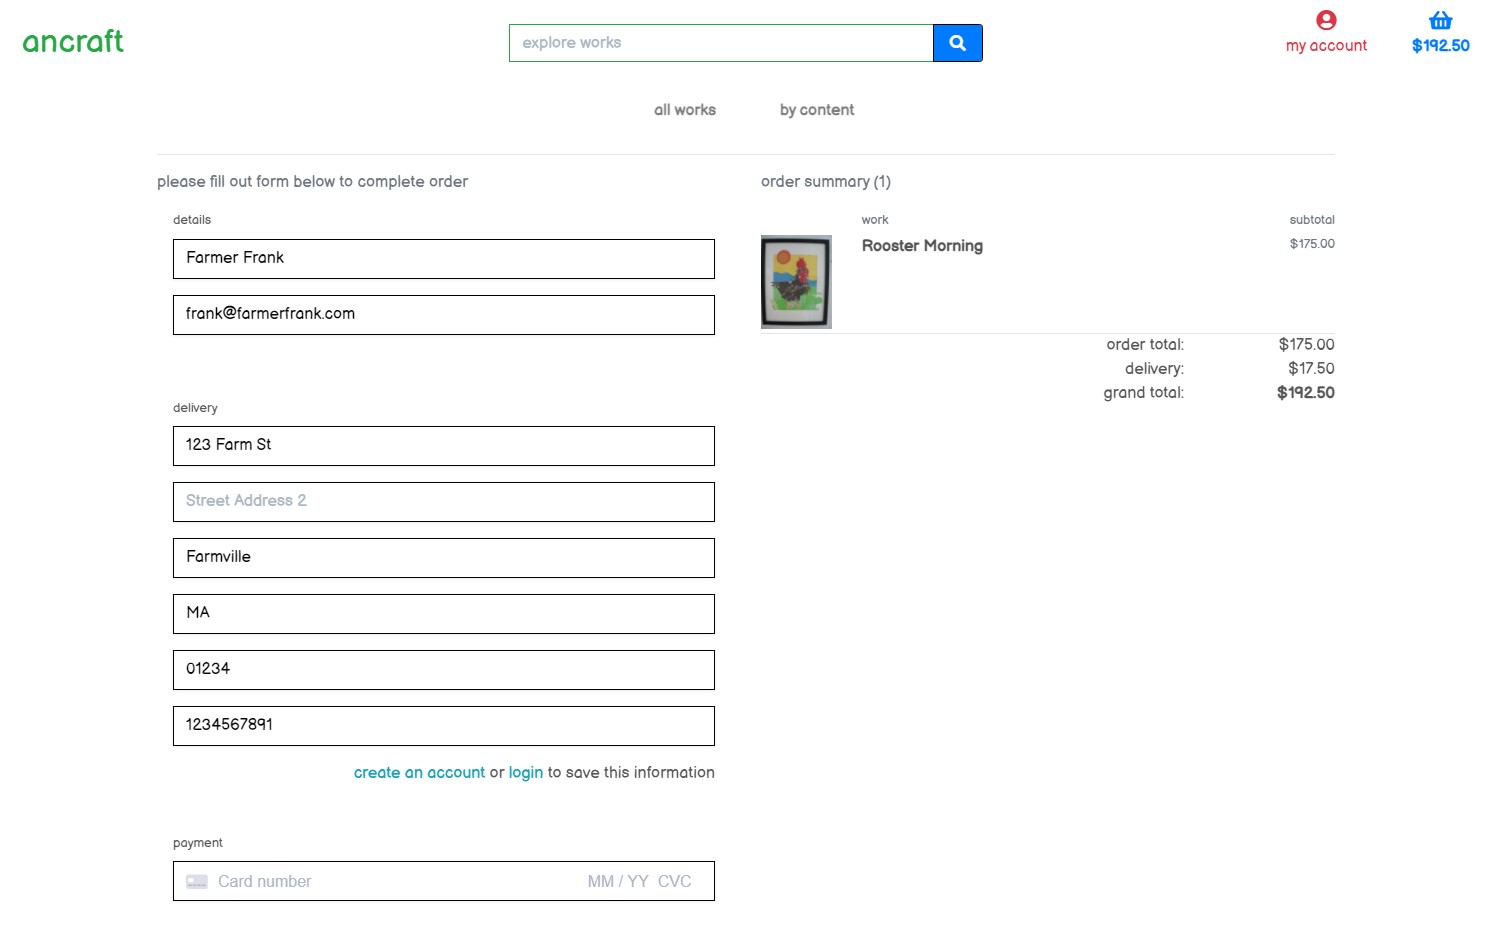 ancraft
explore works
my account
$192.50
all works
by content
please fill out form below to complete order
details
Farmer Frank
frank@farmerfrank.com
delivery
123 Farm St
Street Address 2
Farmville
MA
01234
1234567891
create an account or login to save this information
payment
Card number MM / YY CVC
order summary (1)
work subtotal
Rooster Morning $175.00
order total: $175.00
delivery: $17.50
grand total: $192.50